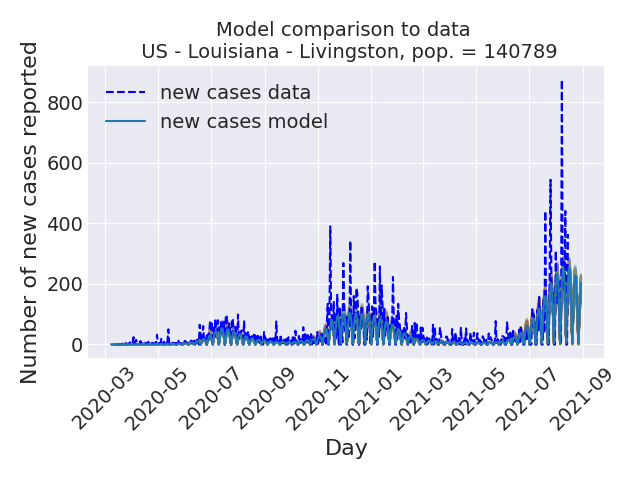 Model comparison to data
US - Louisiana - Livingston, pop. = 140789
Number of new cases reported
800
600
400
200
0
new cases data
new cases model
2020-03
2020-05
2020-07
2020-09
2020-11
2021-01
2021-03
2021-05
2021-07
2021-09
Day